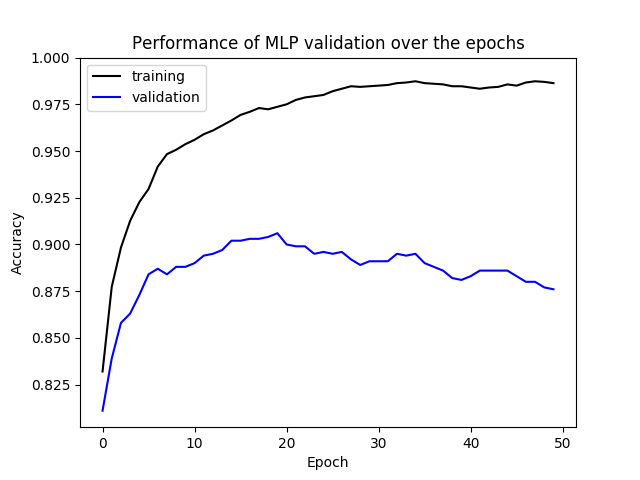 Performance of MLP validation over the epochs
1.000
0.975
0.950
0.925
0.900
0.875
0.850
0.825
training
validation
Accuracy
0 10 20 30 40 50
Epoch